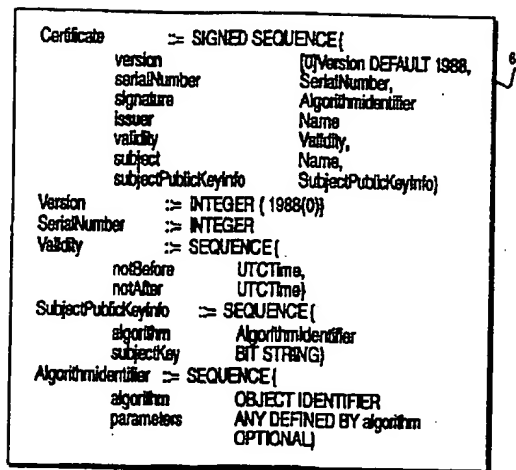 Certificate ::= SIGNED SEQUENCE{
version [0]Version DEFAULT 1988,
serialNumber SerialNumber,
signature AlgorithmIdentifier
issuer Name
validity Validity,
subject Name,
subjectPublicKeyInfo SubjectPublicKeyInfo}
Version ::= INTEGER { 1988(0)}
SerialNumber ::= INTEGER
Validity ::= SEQUENCE{
notBefore UTCTime,
notAfter UTCTime}
SubjectPublicKeyInfo ::= SEQUENCE{
algorithm AlgorithmIdentifier
subjectKey BIT STRING}
AlgorithmIdentifier ::= SEQUENCE{
algorithm OBJECT IDENTIFIER
parameters ANY DEFINED BY algorithm
OPTIONAL}
6